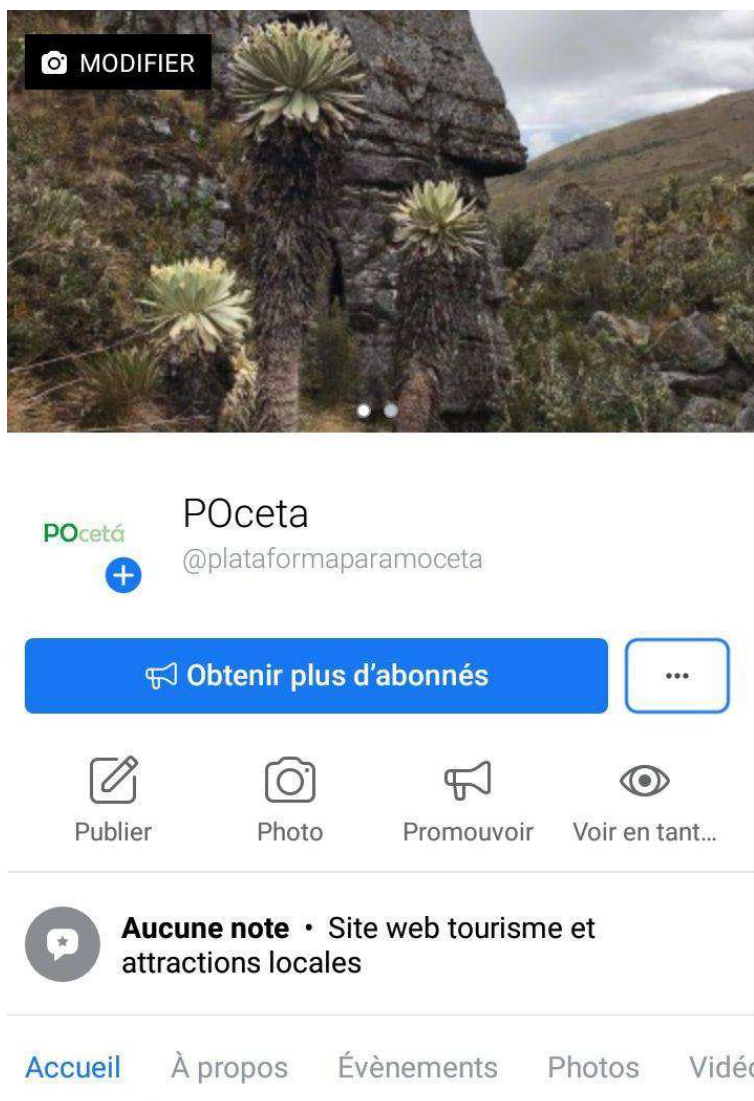 MODIFIER
POcetá
POceta
@plataformaparamoceta
Obtenir plus d'abonnés
Publier
Photo
Promouvoir
Voir en tant...
Aucune note • Site web tourisme et
attractions locales
Accueil
À propos
Évènements
Photos
Vidéo